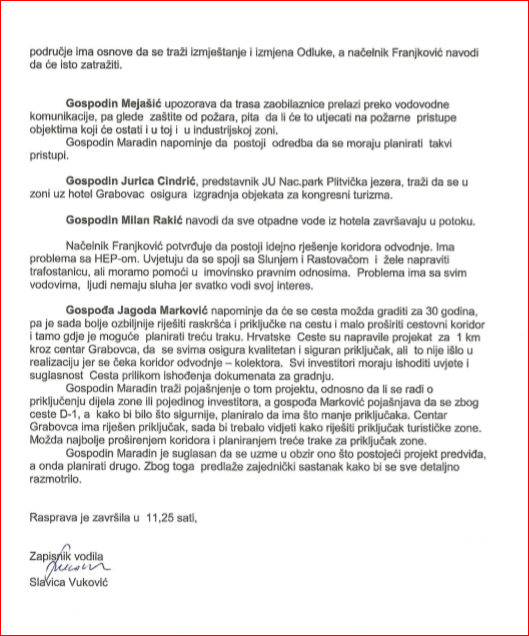 područje ima osnove da se traži izmještanje i izmjena Odluke, a načelnik Franjković navodi
da će isto zatražiti.
Gospodin Mejašić upozorava da trasa zaobilaznice prelazi preko vodovodne
komunikacije, pa glede zaštite od požara, pita da li će to utjecati na požarne pristupe
objektima koji će ostati i u toj i u industrijskoj zoni.
Gospodin Maradin napominje da postoji odredba da se moraju planirati takvi
pristupi.
Gospodin Jurica Cindrić, predstavnik JU Nac.park Plitvička jezera, traži da se u
zoni uz hotel Grabovac osigura izgradnja objekata za kongresni turizma.
Gospodin Milan Rakić navodi da sve otpadne vode iz hotela završavaju u potoku.
Načelnik Franjković potvrđuje da postoji idejno rješenje koridora odvodnje. Ima
problema sa HEP-om. Uvjetuju da se spoji sa Slunjem i Rastovačom i žele napraviti
trafostanicu, ali moramo pomoći u imovinsko pravnim odnosima. Problema ima sa svim
vodovima, ljudi nemaju sluha jer svatko vodi svoj interes.
Gospođa Jagoda Marković napominje da će se cesta možda graditi za 30 godina,
pa je sada bolje ozbiljnije riješiti raskršća i priključke na cestu i malo proširiti cestovni koridor
i tamo gdje je moguće planirati treću traku. Hrvatske Ceste su napravile projekat za 1 km
kroz centar Grabovca, da se svima osigura kvalitetan i siguran priključak, ali to nije išlo u
realizaciju jer se čeka koridor odvodnje – kolektora. Svi investitori moraju ishoditi uvjete i
suglasnost Cesta prilikom ishođenja dokumenata za gradnju.
Gospodin Maradin traži pojašnjenje o tom projektu, odnosno da li se radi o
priključenju dijela zone ili pojedinog investitora, a gospođa Marković pojašnjava da se zbog
ceste D-1, a kako bi bilo što sigurnije, planiralo da ima što manje priključaka. Centar
Grabovca ima riješen priključak, sada bi trebalo vidjeti kako riješiti priključak turističke zone.
Možda najbolje proširenjem koridora i planiranjem treće trake za priključak zone.
Gospodin Maradin je suglasan da se uzme u obzir ono što postojeći projekt predviđa,
a onda planirati drugo. Zbog toga predlaže zajednički sastanak kako bi se sve detaljno
razmotrilo.
Rasprava je završila u 11,25 sati,
Zapisnik vodila
Slavica Vuković